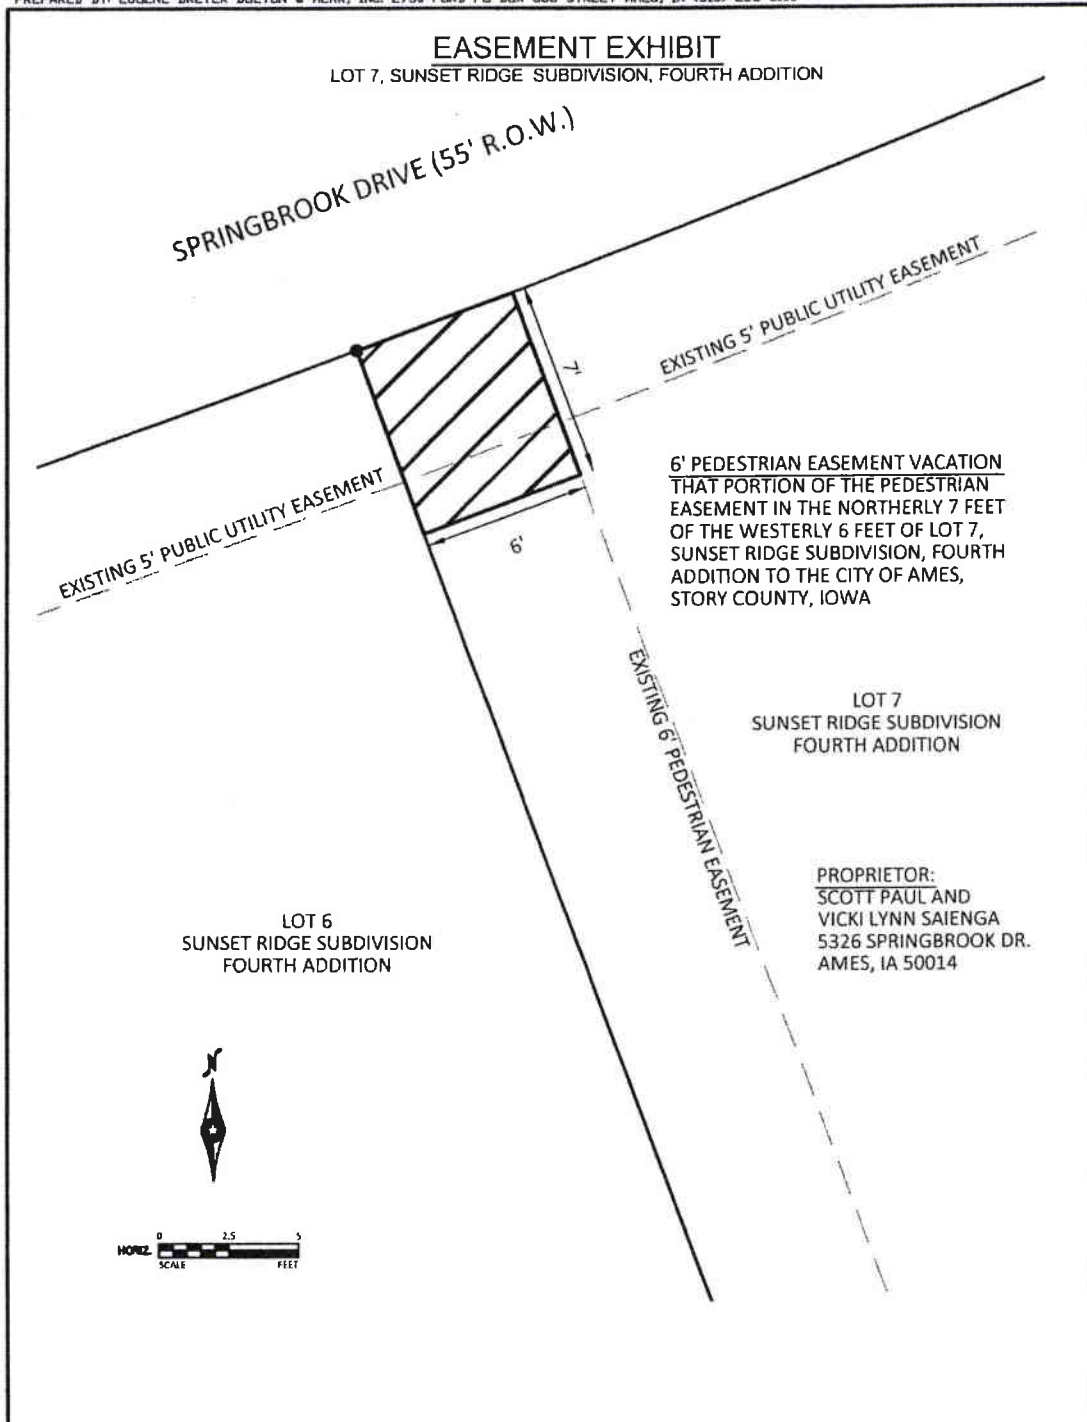 EASEMENT EXHIBIT
LOT 7, SUNSET RIDGE SUBDIVISION, FOURTH ADDITION
SPRINGBROOK DRIVE (55' R.O.W.)
EXISTING 5' PUBLIC UTILITY EASEMENT
7'
EXISTING 5' PUBLIC UTILITY EASEMENT
6'
6' PEDESTRIAN EASEMENT VACATION
THAT PORTION OF THE PEDESTRIAN
EASEMENT IN THE NORTHERLY 7 FEET
OF THE WESTERLY 6 FEET OF LOT 7,
SUNSET RIDGE SUBDIVISION, FOURTH
ADDITION TO THE CITY OF AMES,
STORY COUNTY, IOWA
EXISTING 6' PEDESTRIAN EASEMENT
LOT 7
SUNSET RIDGE SUBDIVISION
FOURTH ADDITION
PROPRIETOR:
SCOTT PAUL AND
VICKI LYNN SAIENGA
5326 SPRINGBROOK DR.
AMES, IA 50014
LOT 6
SUNSET RIDGE SUBDIVISION
FOURTH ADDITION
N
0 2.5 5
HORIZ.
SCALE FEET